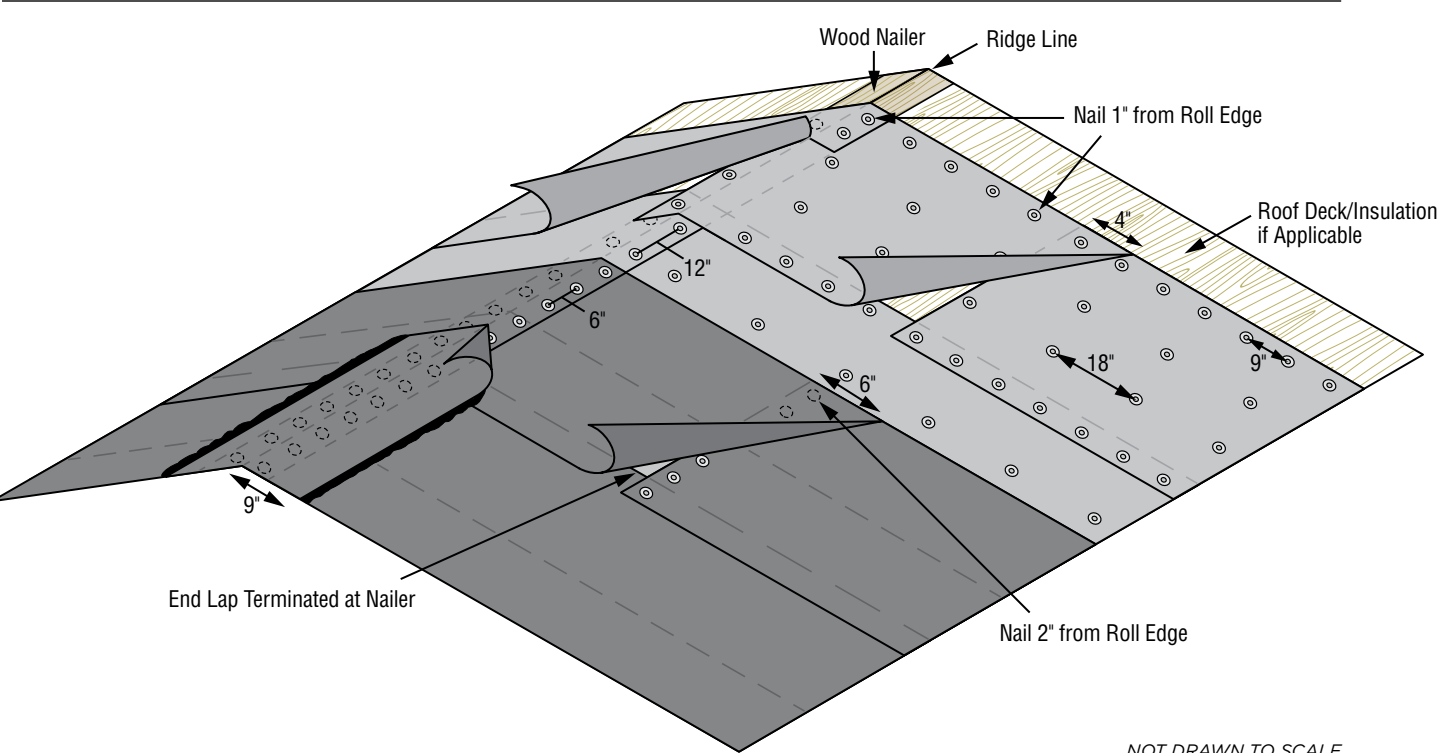 Wood Nailer
Ridge Line
Nail 1" from Roll Edge
4"
Roof Deck/Insulation
if Applicable
12"
6"
18"
9"
6"
9"
End Lap Terminated at Nailer
Nail 2" from Roll Edge
NOT DRAWN TO SCALE